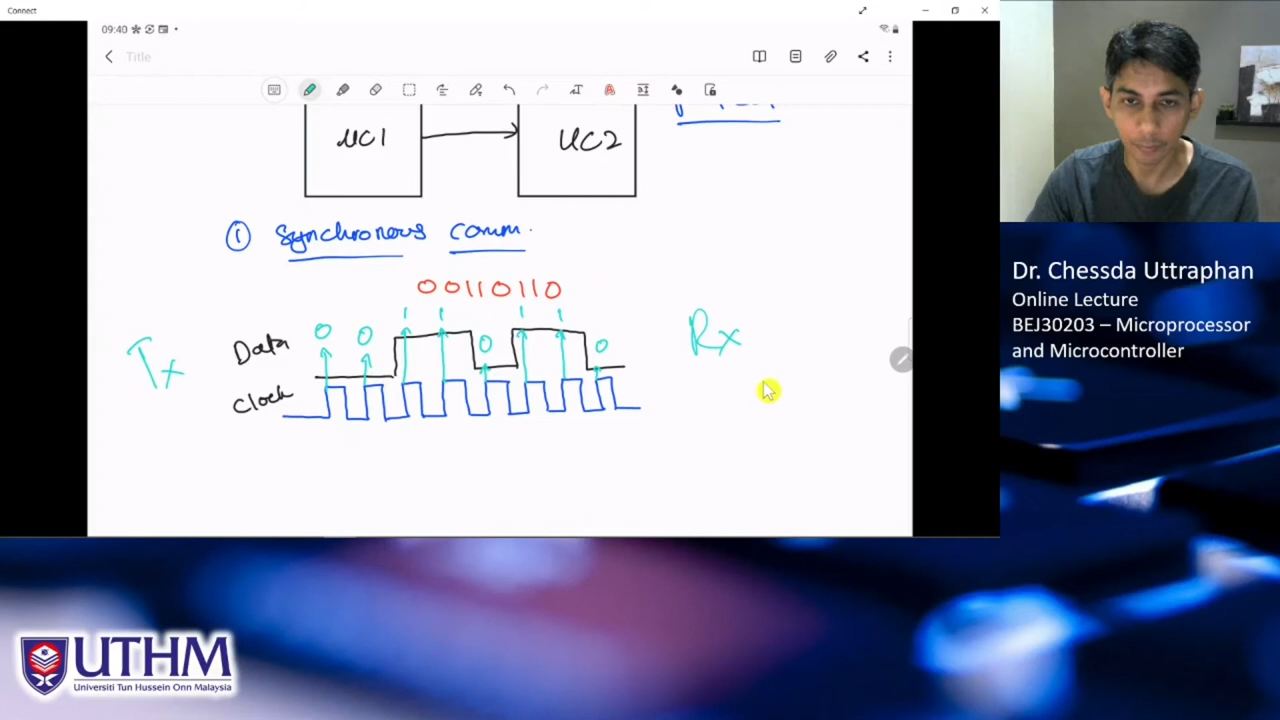 Connect
09:40
Title
UC1
UC2
① Synchronous comm.
00110110
0 0 1 1 0 1 1 0
Tx
Data
Rx
Clock
Dr. Chessda Uttraphan
Online Lecture
BEJ30203 – Microprocessor
and Microcontroller
UTHM
Universiti Tun Hussein Onn Malaysia